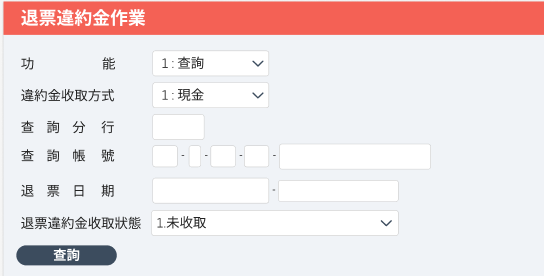 退票違約金作業
功 能 1 : 查詢
違約金收取方式 1 : 現金
查 詢 分 行
查 詢 帳 號 - - - -
退 票 日 期 -
退票違約金收取狀態 1.未收取
查詢